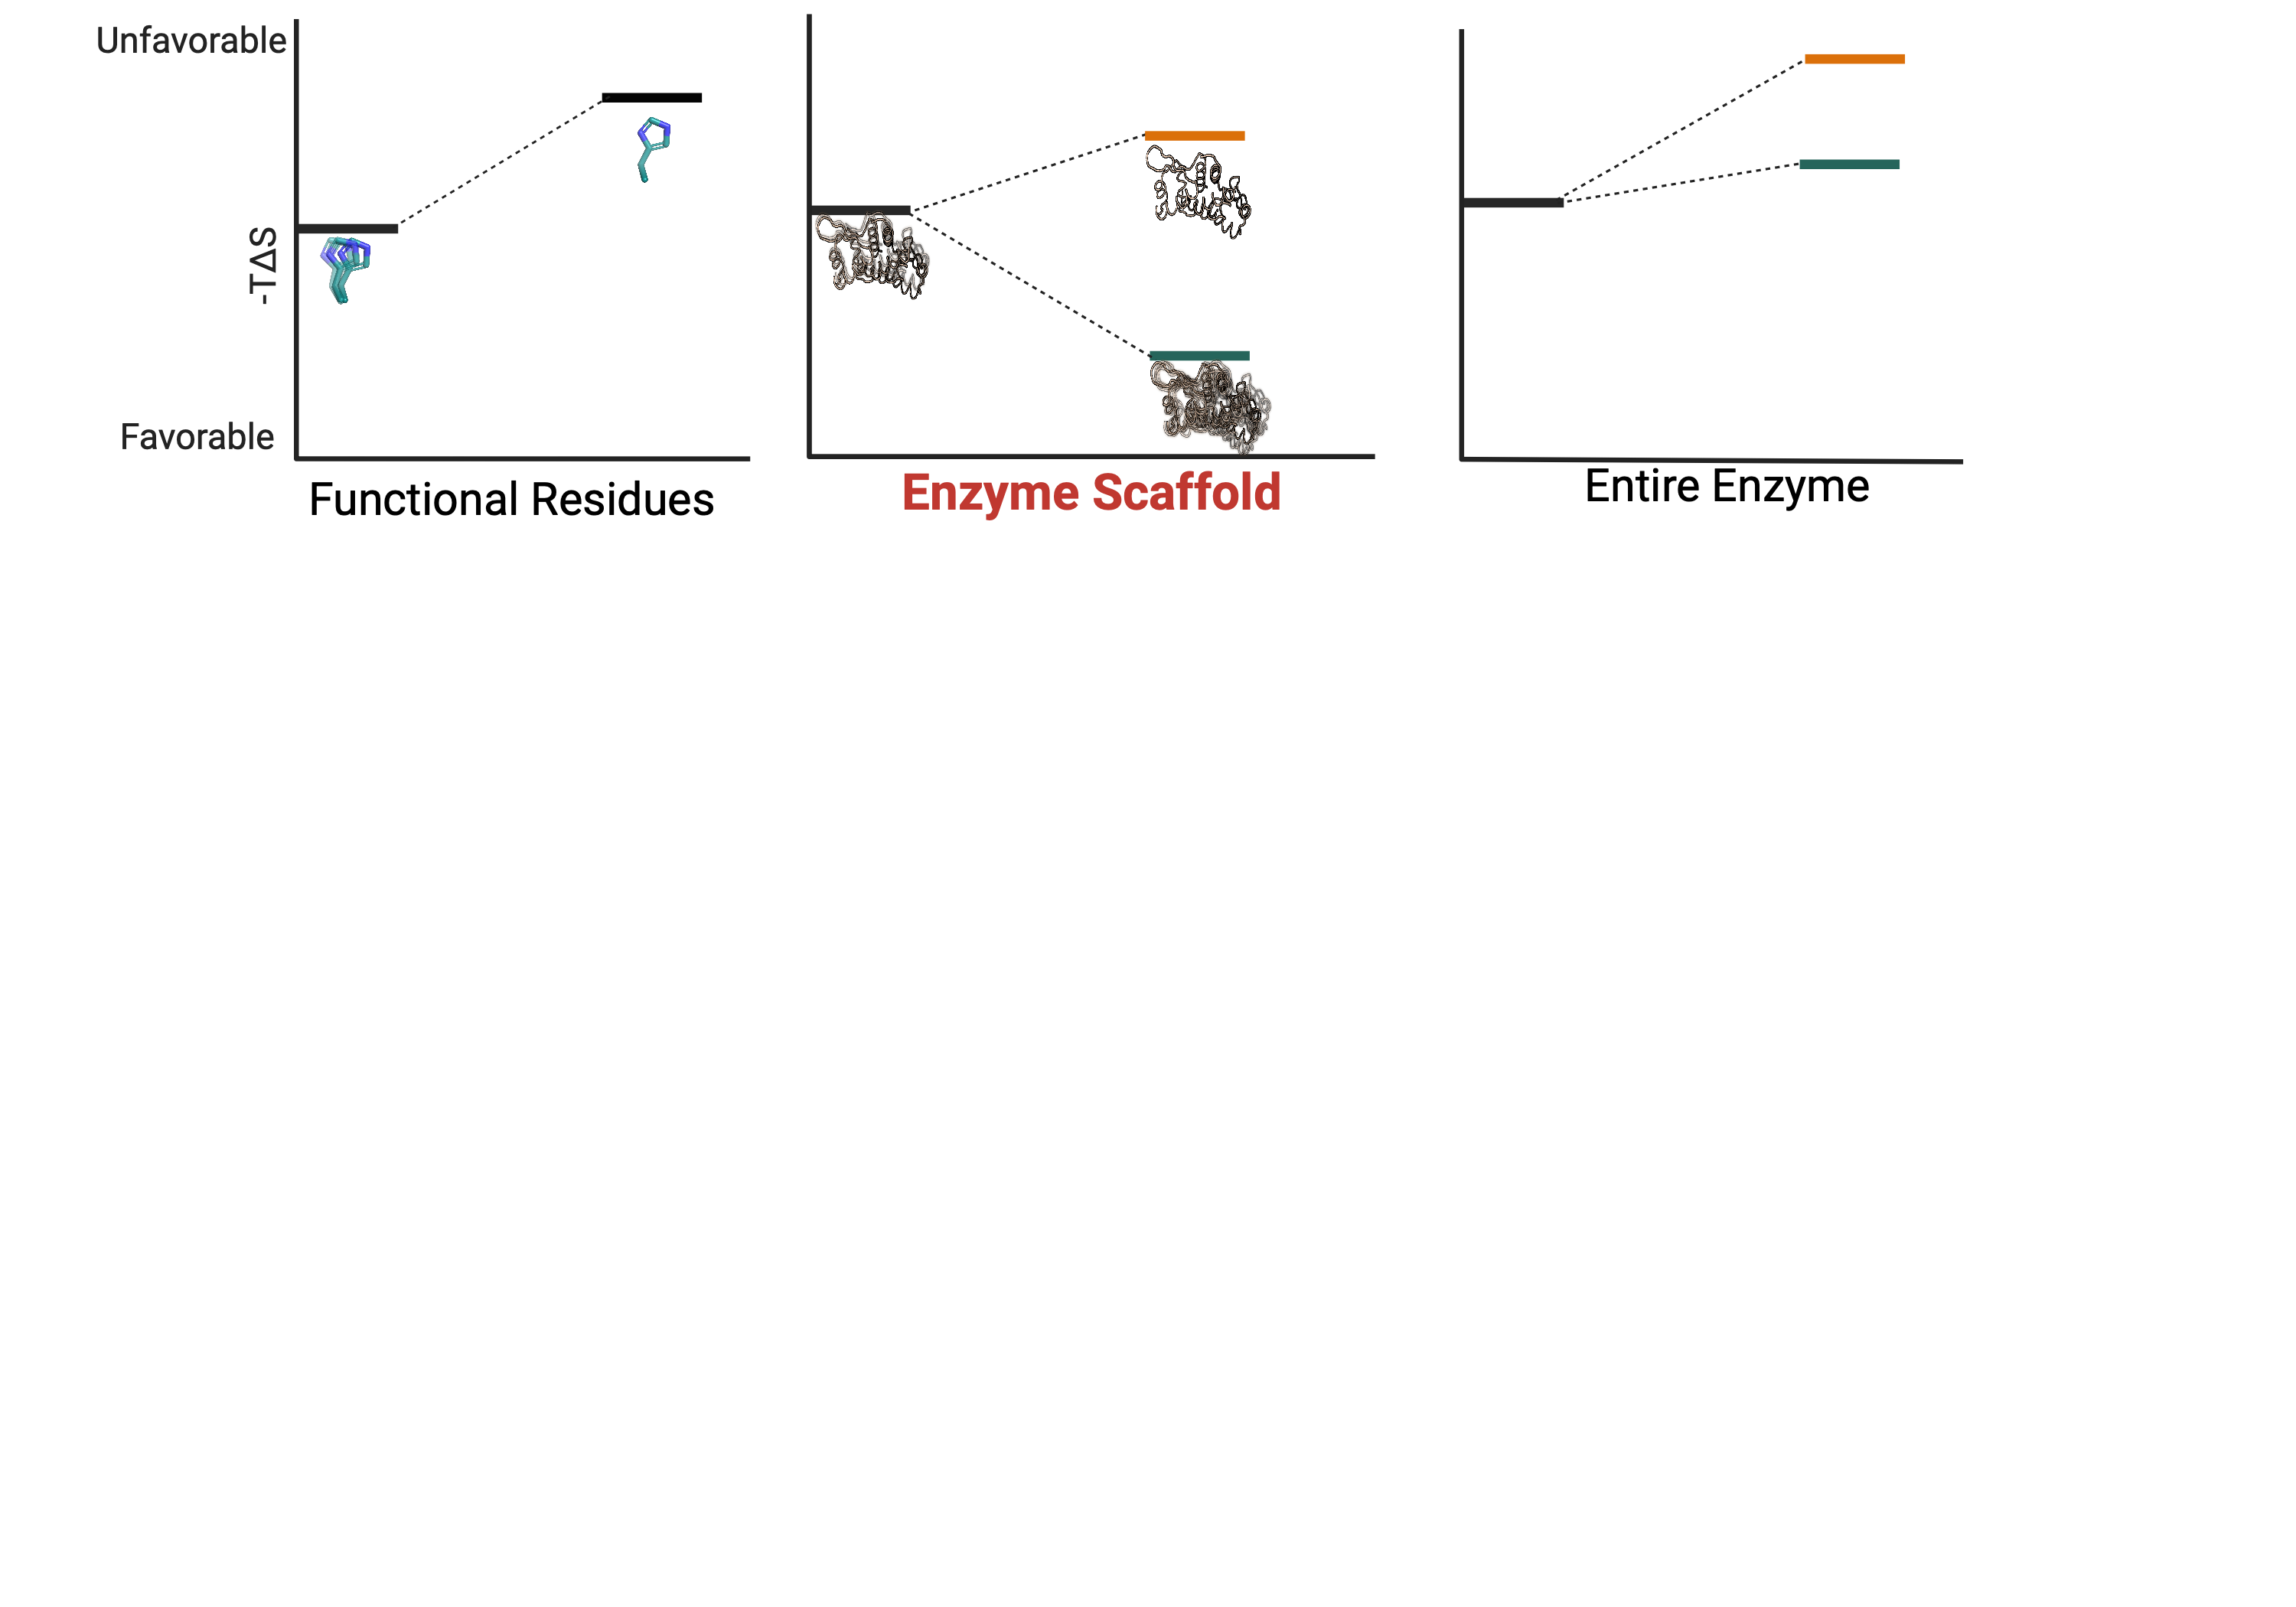 Unfavorable
-TΔS
Favorable
Functional Residues
Enzyme Scaffold
Entire Enzyme